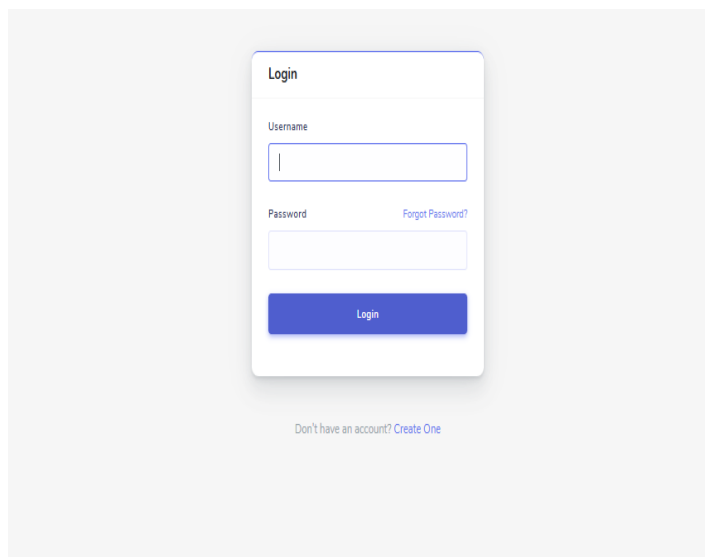 Login
Username
Password Forgot Password?
Login
Don't have an account? Create One